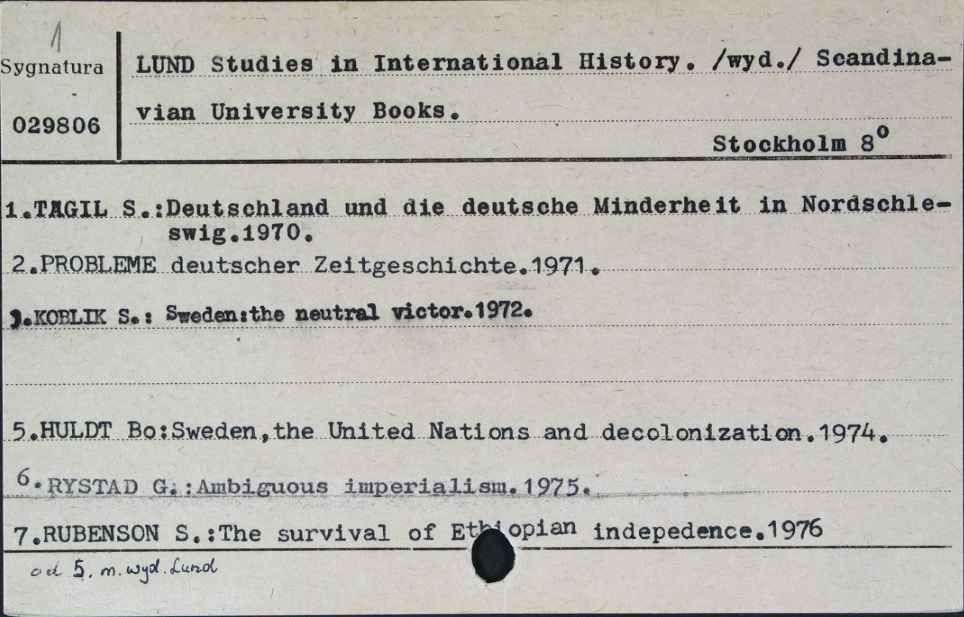 1
Sygnatura
029806
LUND Studies in International History. /wyd./ Scandina-
vian University Books.
Stockholm 8º
1.TAGIL S.:Deutschland und die deutsche Minderheit in Nordschle-
swig.1970.
2.PROBLEME deutscher Zeitgeschichte.1971.
3.KOBLIK S.: Sweden:the neutral victor.1972.
5.HULDT Bo:Sweden,the United Nations and decolonization.1974.
6.RYSTAD G.:Ambiguous imperialism.1975.
7.RUBENSON S.:The survival of Ethiopian indepedence.1976
od 5. m.wyd.Lund